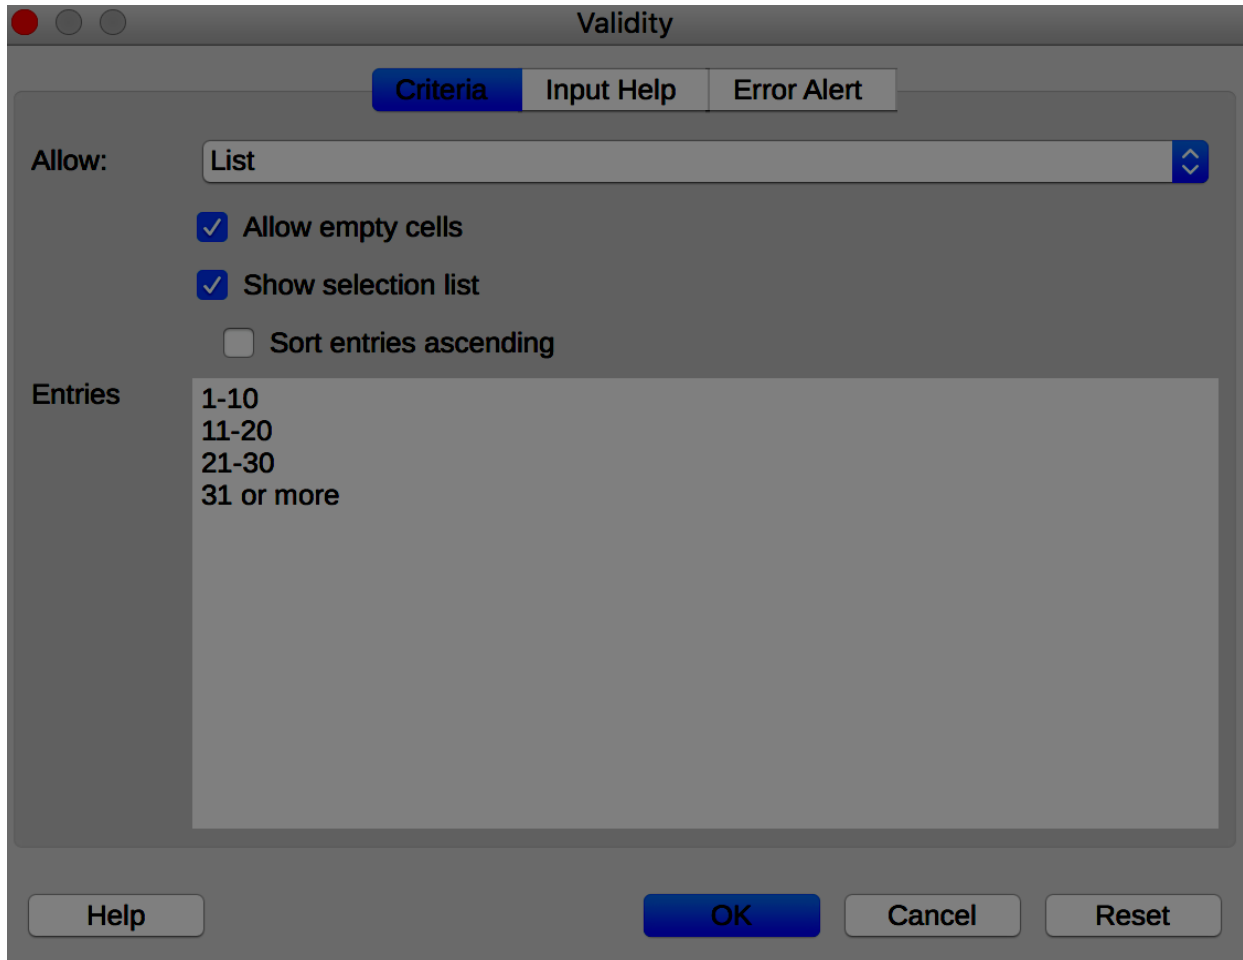 Validity
Criteria Input Help Error Alert
Allow: List
Allow empty cells
Show selection list
Sort entries ascending
Entries
1-10
11-20
21-30
31 or more
Help OK Cancel Reset